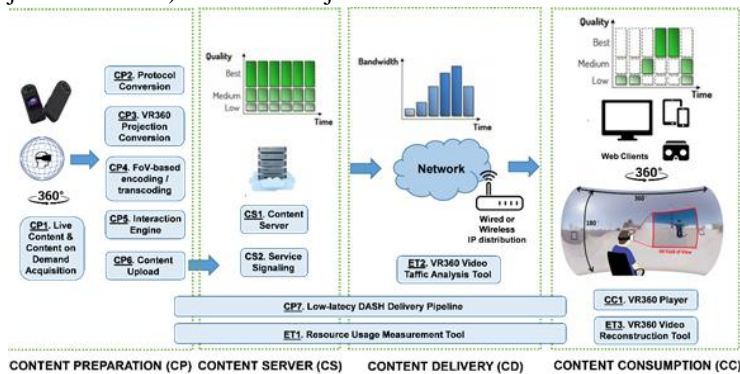 CP2. Protocol
Conversion
CP3. VR360
Projection
Conversion
CP4. FoV-based
encoding /
transcoding
CP5. Interaction
Engine
CP6. Content
Upload
360°
CP1. Live
Content &
Content on
Demand
Acquisition
CONTENT PREPARATION (CP)
Quality
Best
Medium
Low
Time
CS1. Content
Server
CS2. Service
Signaling
CONTENT SERVER (CS)
Bandwidth
Time
Network
Wired or
Wireless
IP distribution
ET2. VR360 Video
Taffic Analysis Tool
CP7. Low-latecy DASH Delivery Pipeline
ET1. Resource Usage Measurement Tool
CONTENT DELIVERY (CD)
Quality
Best
Medium
Low
Time
Web Clients
360°
360°
180°
CC1. VR360 Player
ET3. VR360 Video
Reconstruction Tool
CONTENT CONSUMPTION (CC)